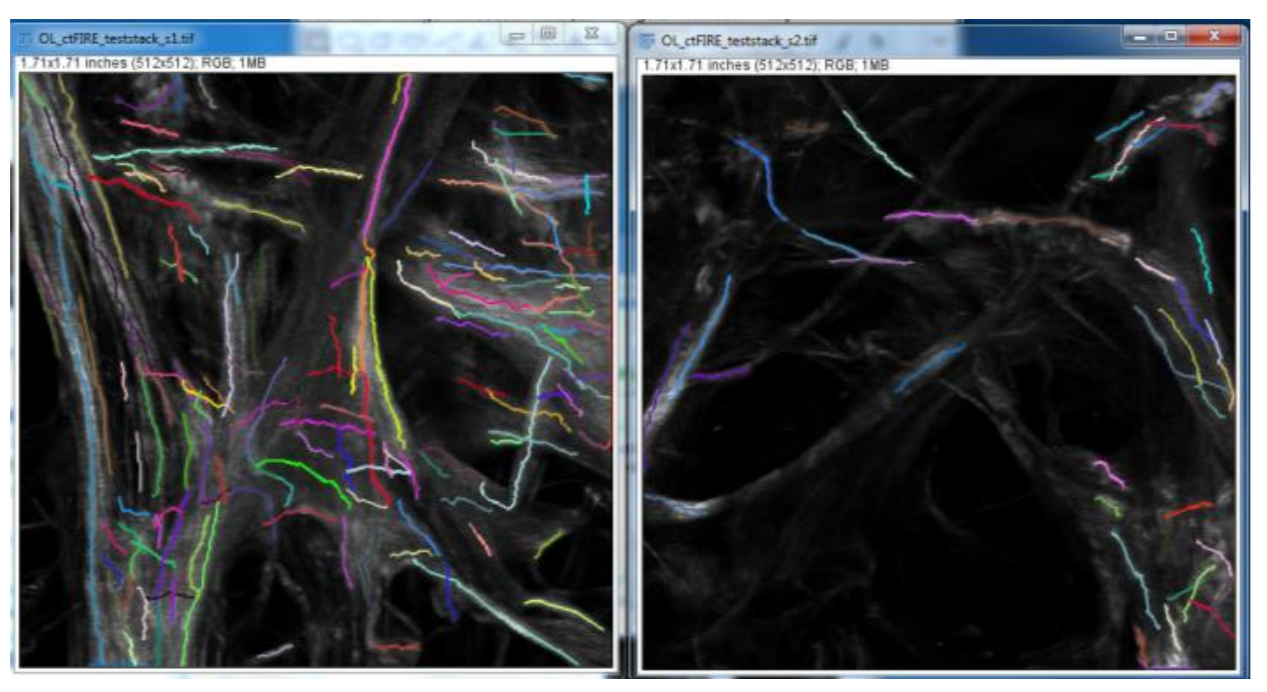 OL_ctFIRE_teststack_s1.tif
1.71x1.71 inches (512x512); RGB; 1MB
OL_ctFIRE_teststack_s2.tif
1.71x1.71 inches (512x512); RGB; 1MB